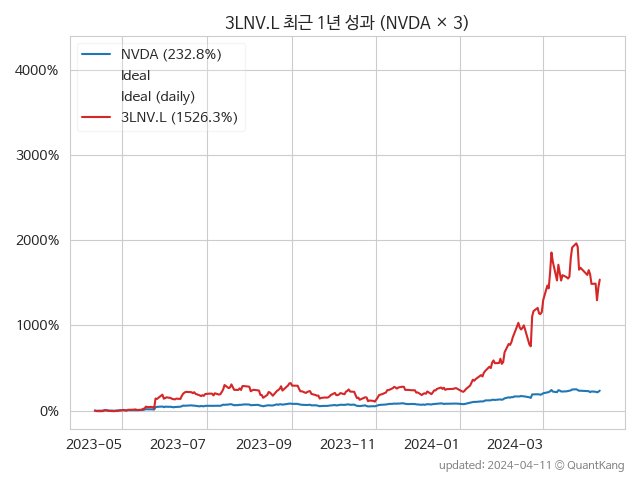 3LNV.L 최근 1년 성과 (NVDA × 3)
NVDA (232.8%)
Ideal
Ideal (daily)
3LNV.L (1526.3%)
4000%
3000%
2000%
1000%
0%
2023-05 2023-07 2023-09 2023-11 2024-01 2024-03
updated: 2024-04-11 © QuantKang